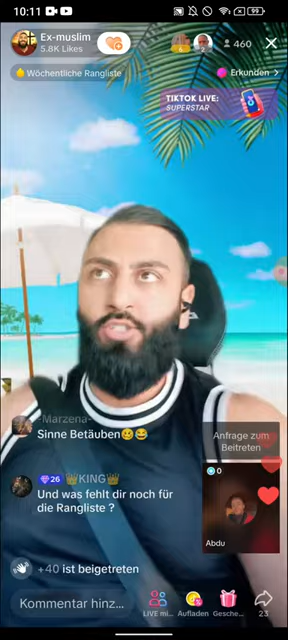 10:11
99
Ex-muslim
5.8K Likes
460
Wöchentliche Rangliste
Erkunden >
TIKTOK LIVE:
SUPERSTAR
Marzena-
Sinne Betäuben🥴😂
26 👑KING👑
Und was fehlt dir noch für
die Rangliste ?
Anfrage zum
Beitreten
0
Abdu
+40 ist beigetreten
Kommentar hinz...
LIVE mi...
Aufladen
Gesche...
23